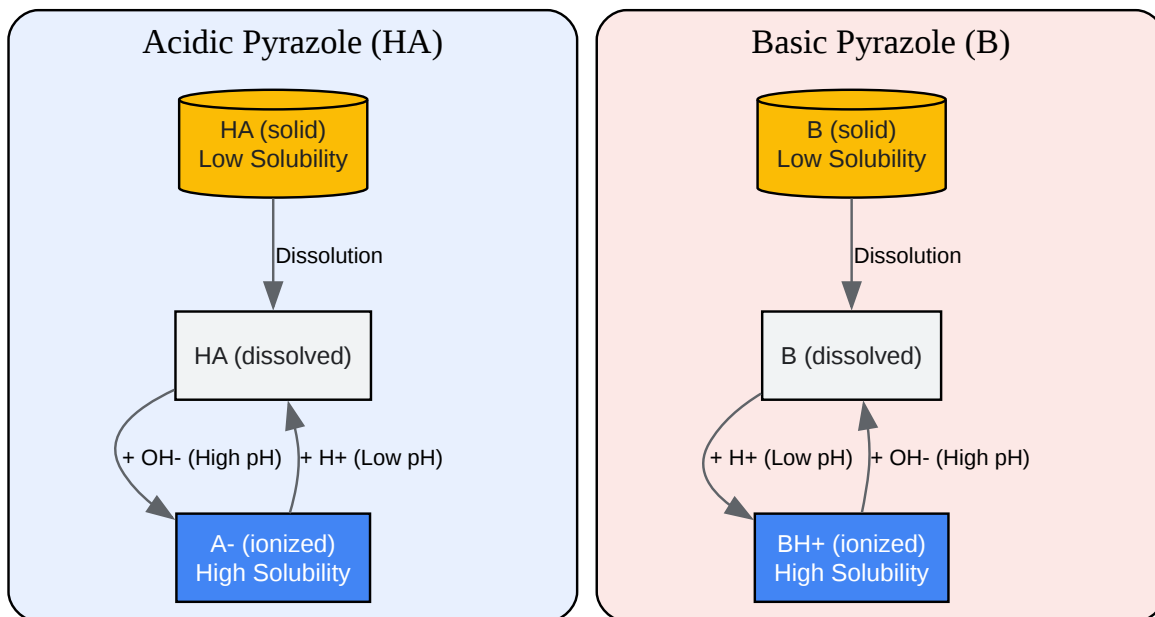 Acidic Pyrazole (HA)
HA (solid)
Low Solubility
Dissolution
HA (dissolved)
+ OH- (High pH)
+ H+ (Low pH)
A- (ionized)
High Solubility
Basic Pyrazole (B)
B (solid)
Low Solubility
Dissolution
B (dissolved)
+ H+ (Low pH)
+ OH- (High pH)
BH+ (ionized)
High Solubility